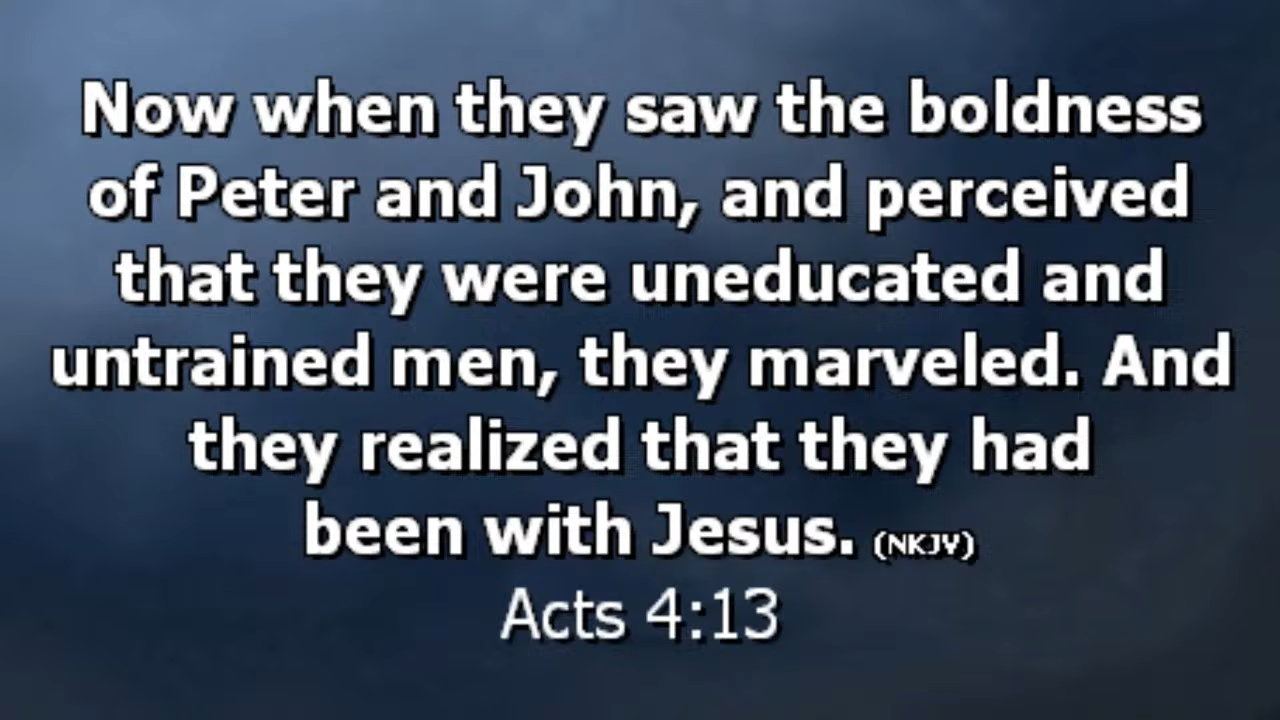 Now when they saw the boldness
of Peter and John, and perceived
that they were uneducated and
untrained men, they marveled. And
they realized that they had
been with Jesus. (NKJV)
Acts 4:13